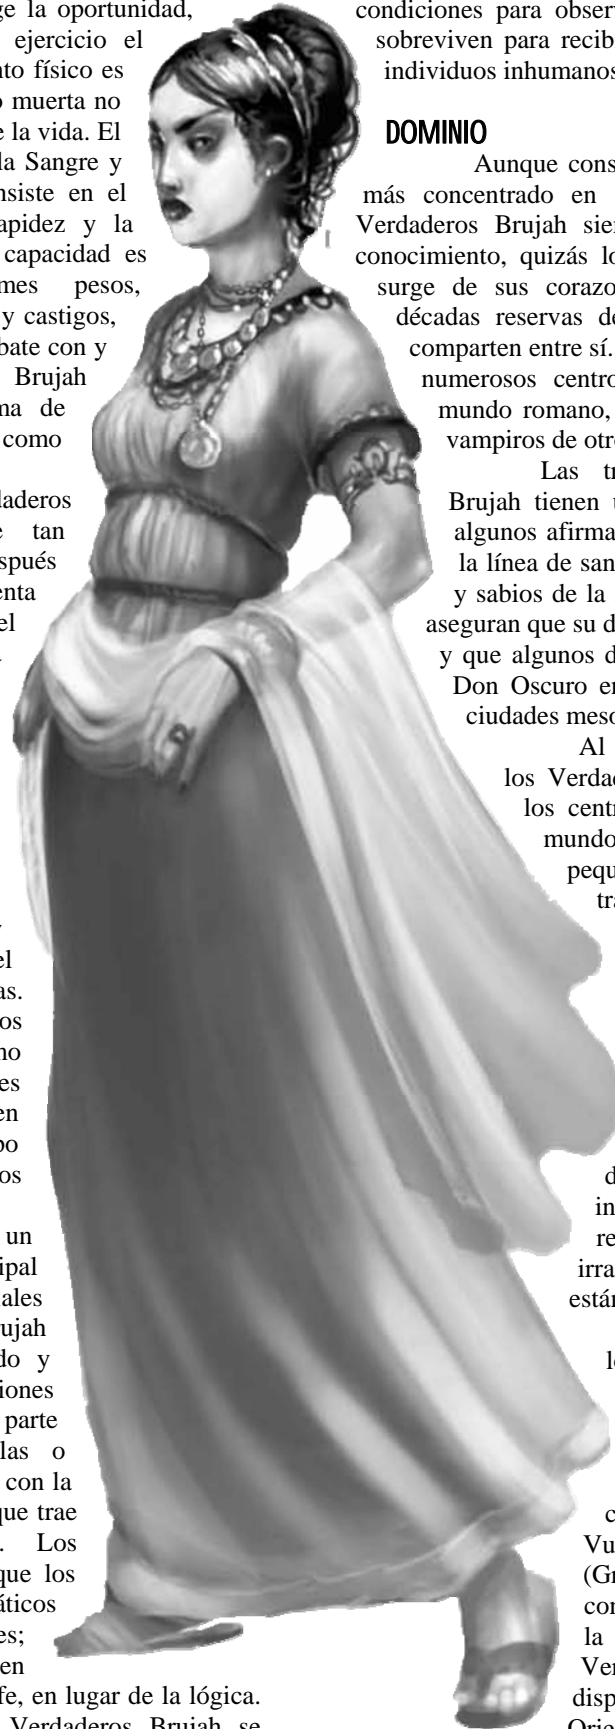 ge la oportunidad,
ejercicio el
nto físico es
o muerta no
e la vida. El
la Sangre y
nsiste en el
apidez y la
capacidad es
mes pesos,
y castigos,
bate con y
Brujah
ma de
como
daderos
e tan
spués
enta
el
el
as.
os
no
es
en
po
os
un
ipal
ales
rujah
do y
iones
parte
las o
con la
que trae
. Los
que los
áticos
es;
en
fe, en lugar de la lógica.
Verdaderos Brujah se
condiciones para obser
sobreviven para recib
individuos inhumanos
DOMINIO
Aunque cons
más concentrado en
Verdaderos Brujah sie
conocimiento, quizás lo
surge de sus corazo
décadas reservas de
comparten entre sí.
numerosos centro
mundo romano,
vampiros de otro
Las tr
Brujah tienen
algunos afirma
la línea de san
y sabios de la
aseguran que su d
y que algunos d
Don Oscuro e
ciudades meso
Al
los Verda
los cent
mundo
pequ
tra
d
in
re
irra
están
l
c
Vu
(Gr
con
la
Ver
disp
Orie